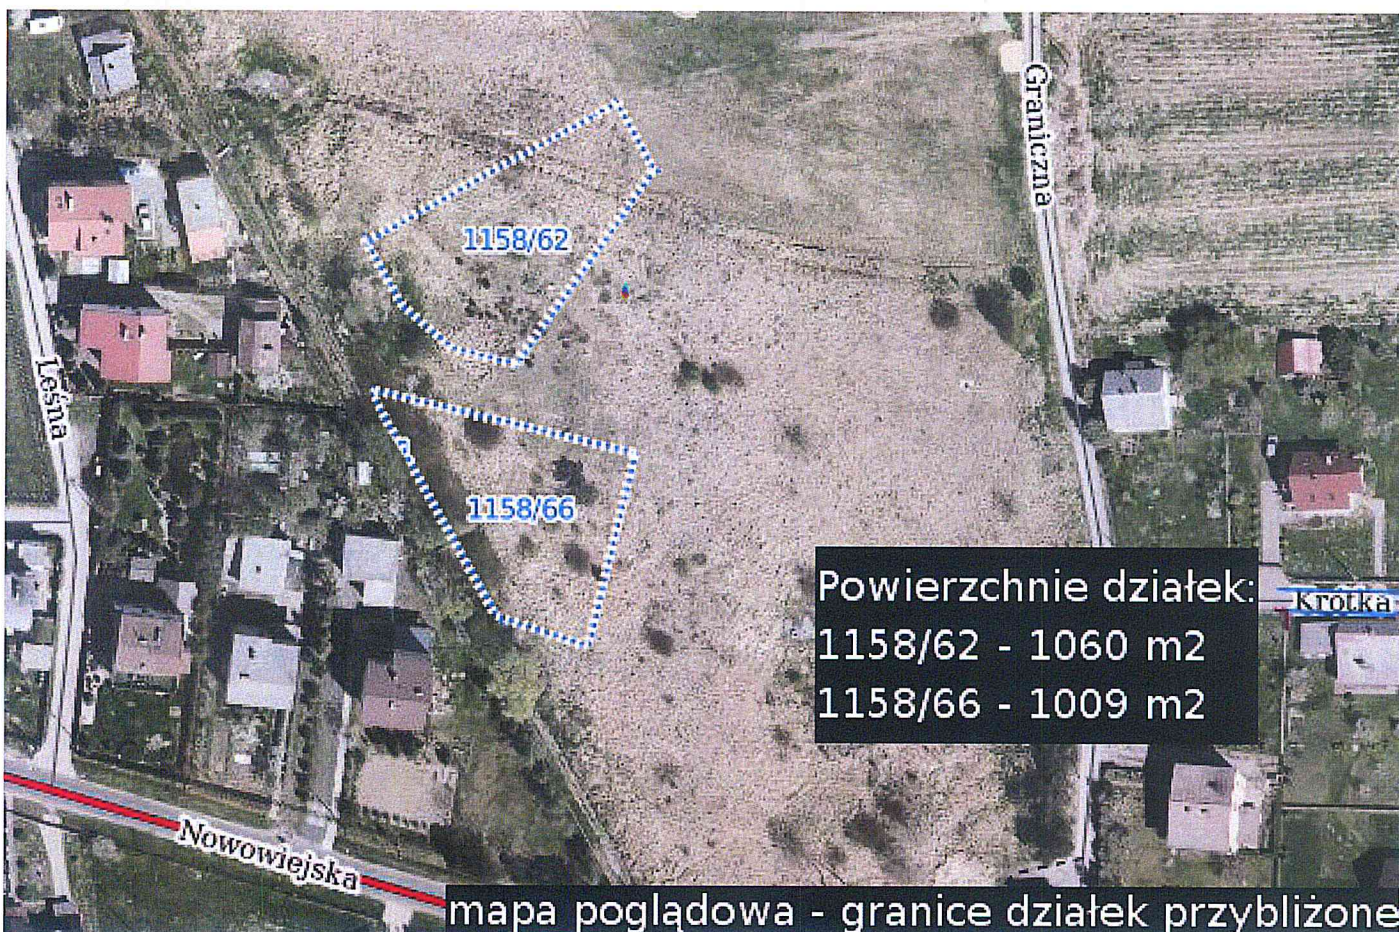 Graniczna
1158/62
Leśna
1158/66
Powierzchnie działek:
1158/62 - 1060 m2
1158/66 - 1009 m2
Krótka
Nowowiejska
mapa poglądowa - granice działek przybliżone